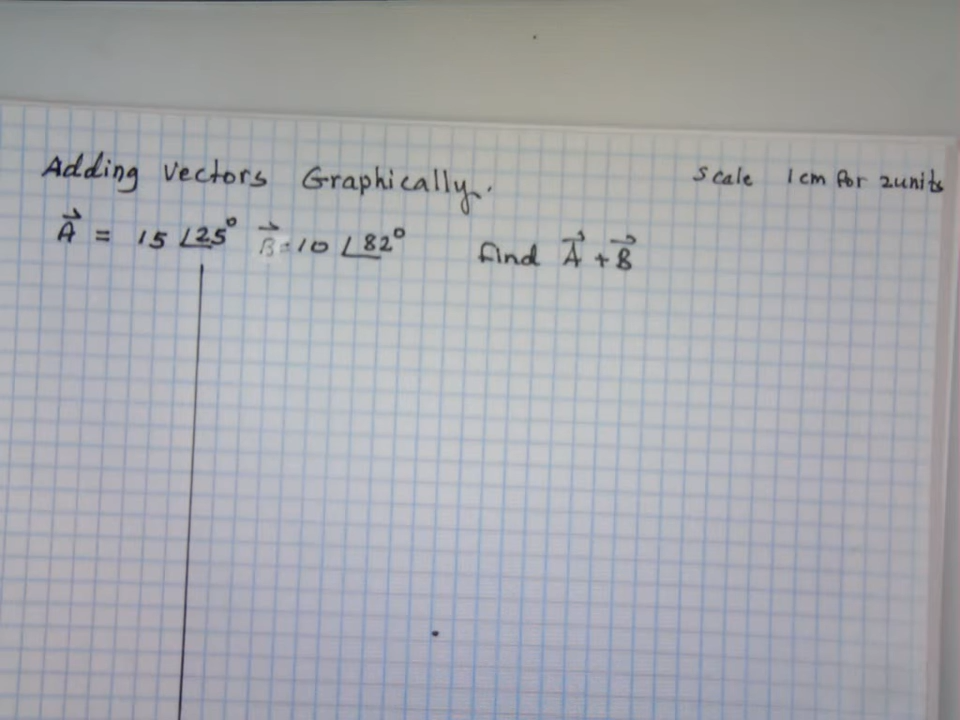 Adding Vectors Graphically. Scale 1cm for 2units
A⃗ = 15 ∠25° B⃗ = 10 ∠82° Find A⃗ + B⃗